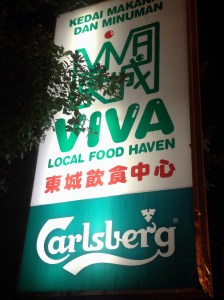 KEDAI MAKANAN
DAN MINUMAN
VIVA
LOCAL FOOD HAVEN
東城飲食中心
Carlsberg